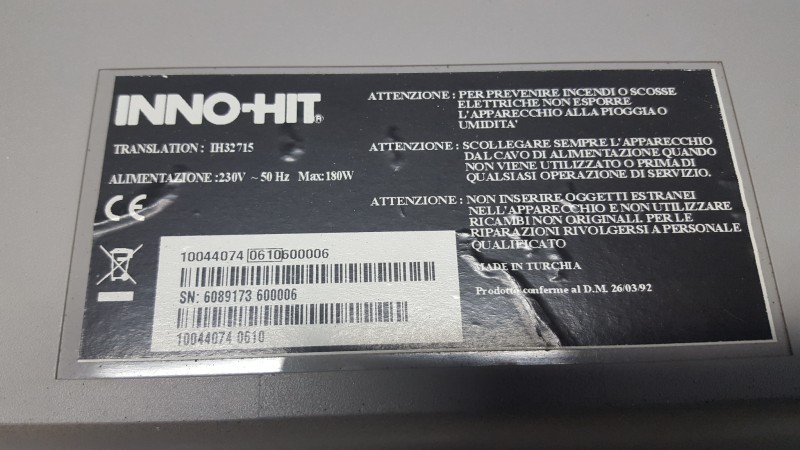 INNO-HIT®
TRANSLATION : IH32715
ALIMENTAZIONE :230V ~ 50 Hz Max:180W
CE
10044074 0610600006
SN: 6089173 600006
10044074 0610
ATTENZIONE : PER PREVENIRE INCENDI O SCOSSE
ELETTRICHE NON ESPORRE
L'APPARECCHIO ALLA PIOGGIA O
UMIDITA'
ATTENZIONE : SCOLLEGARE SEMPRE L'APPARECCHIO
DAL CAVO DI ALIMENTAZIONE QUANDO
NON VIENE UTILIZZATO O PRIMA DI
QUALSIASI OPERAZIONE DI SERVIZIO.
ATTENZIONE : NON INSERIRE OGGETTI ESTRANEI
NELL'APPARECCHIO E NON UTILIZZARE
RICAMBI NON ORIGINALI. PER LE
RIPARAZIONI RIVOLGERSI A PERSONALE
QUALIFICATO
MADE IN TURCHIA
Prodotto conforme al D.M. 26/03/92